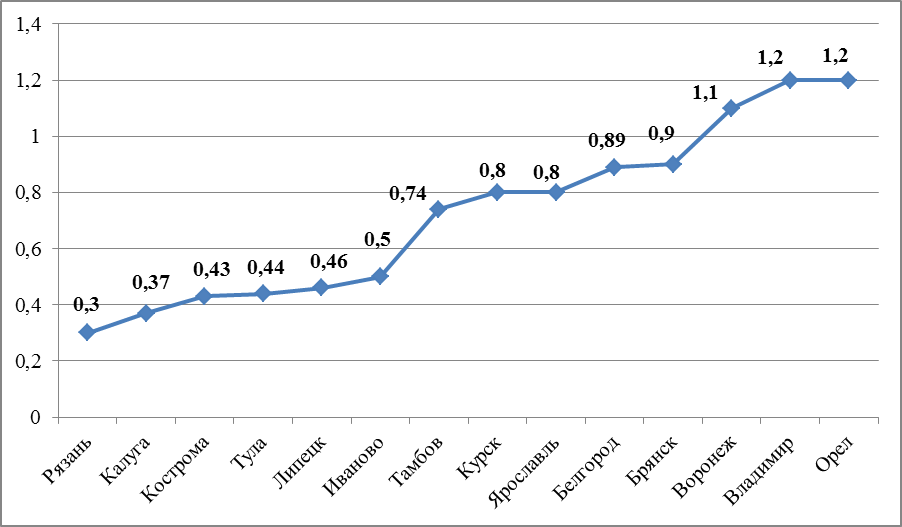 1,4
1,2
1
0,8
0,6
0,4
0,2
0
0,3
0,37
0,43
0,44
0,46
0,5
0,74
0,8
0,8
0,89
0,9
1,1
1,2
1,2
Рязань
Калуга
Кострома
Тула
Липецк
Иваново
Тамбов
Курск
Ярославль
Белгород
Брянск
Воронеж
Владимир
Орел